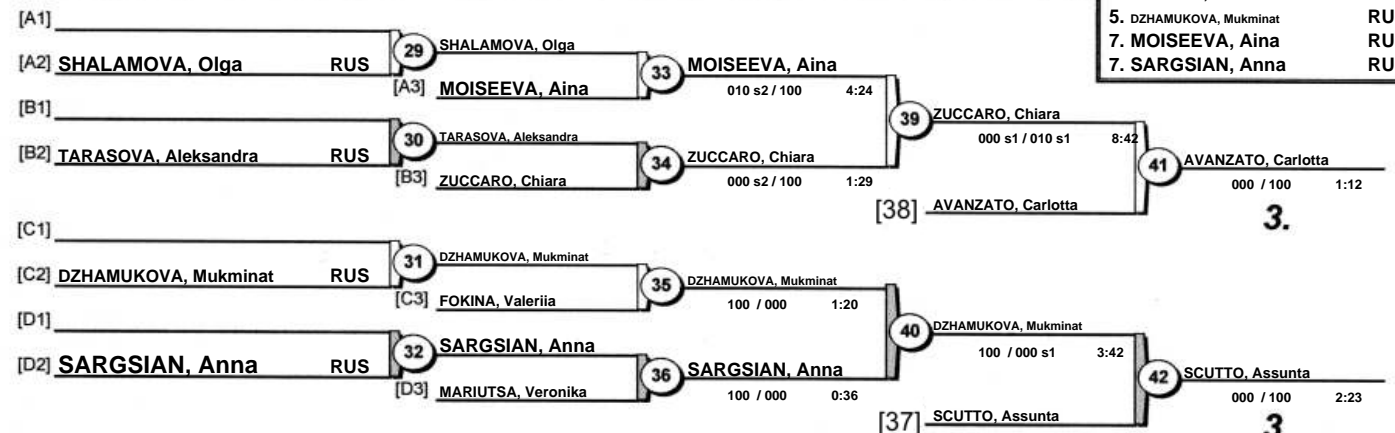 5. DZHAMUKOVA, Mukminat RU
7. MOISEEVA, Aina RU
7. SARGSIAN, Anna RU
[A1]
[A2] SHALAMOVA, Olga RUS
29 SHALAMOVA, Olga
[A3] MOISEEVA, Aina
33 MOISEEVA, Aina
010 s2 / 100 4:24
[B1]
[B2] TARASOVA, Aleksandra RUS
30 TARASOVA, Aleksandra
[B3] ZUCCARO, Chiara
34 ZUCCARO, Chiara
000 s2 / 100 1:29
39 ZUCCARO, Chiara
000 s1 / 010 s1 8:42
[38] AVANZATO, Carlotta
41 AVANZATO, Carlotta
000 / 100 1:12
3.
[C1]
[C2] DZHAMUKOVA, Mukminat RUS
31 DZHAMUKOVA, Mukminat
[C3] FOKINA, Valeriia
35 DZHAMUKOVA, Mukminat
100 / 000 1:20
[D1]
[D2] SARGSIAN, Anna RUS
32 SARGSIAN, Anna
[D3] MARIUTSA, Veronika
36 SARGSIAN, Anna
100 / 000 0:36
40 DZHAMUKOVA, Mukminat
100 / 000 s1 3:42
[37] SCUTTO, Assunta
42 SCUTTO, Assunta
000 / 100 2:23
3